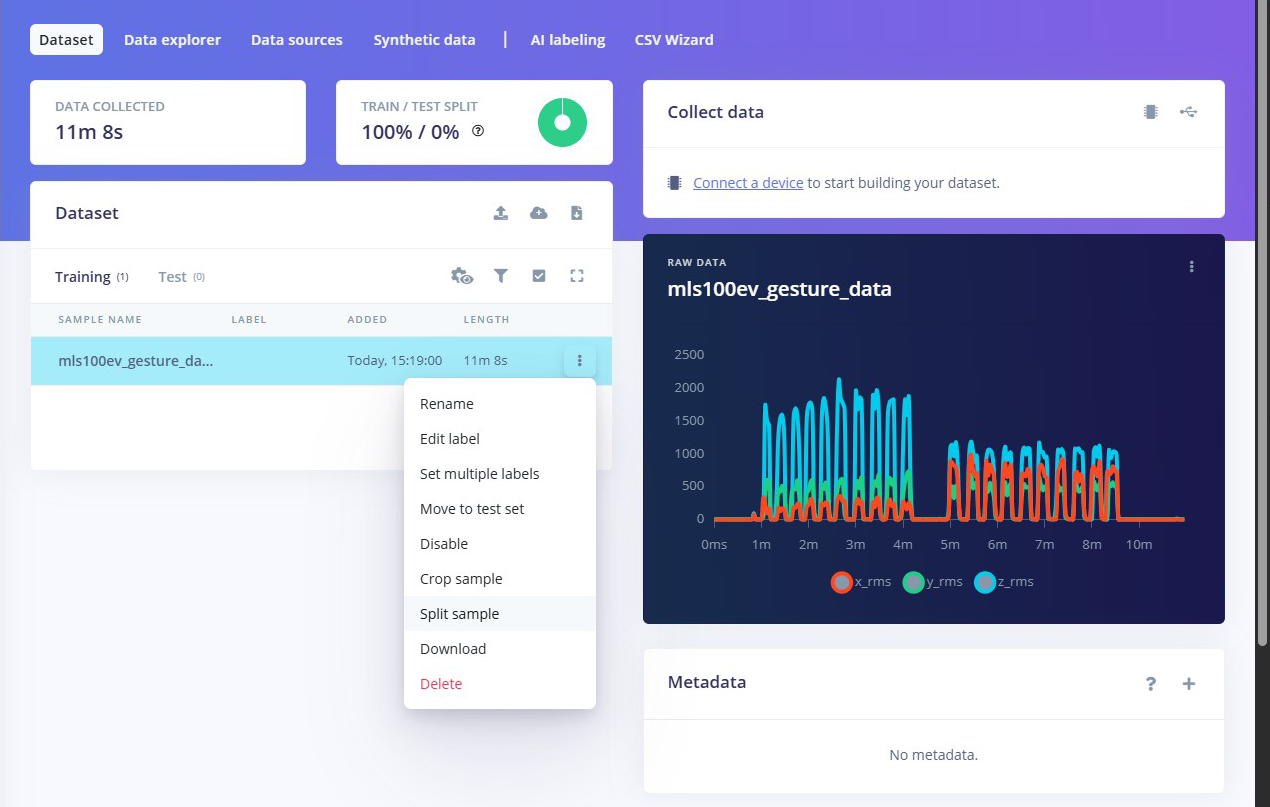 Dataset Data explorer Data sources Synthetic data | AI labeling CSV Wizard
DATA COLLECTED
11m 8s
TRAIN / TEST SPLIT
100% / 0% ?
Collect data
Connect a device to start building your dataset.
Dataset
Training (1) Test (0)
SAMPLE NAME LABEL ADDED LENGTH
mls100ev_gesture_da... Today, 15:19:00 11m 8s
Rename
Edit label
Set multiple labels
Move to test set
Disable
Crop sample
Split sample
Download
Delete
RAW DATA
mls100ev_gesture_data
2500
2000
1500
1000
500
0
0ms 1m 2m 3m 4m 5m 6m 7m 8m 10m
x_rms y_rms z_rms
Metadata ? +
No metadata.